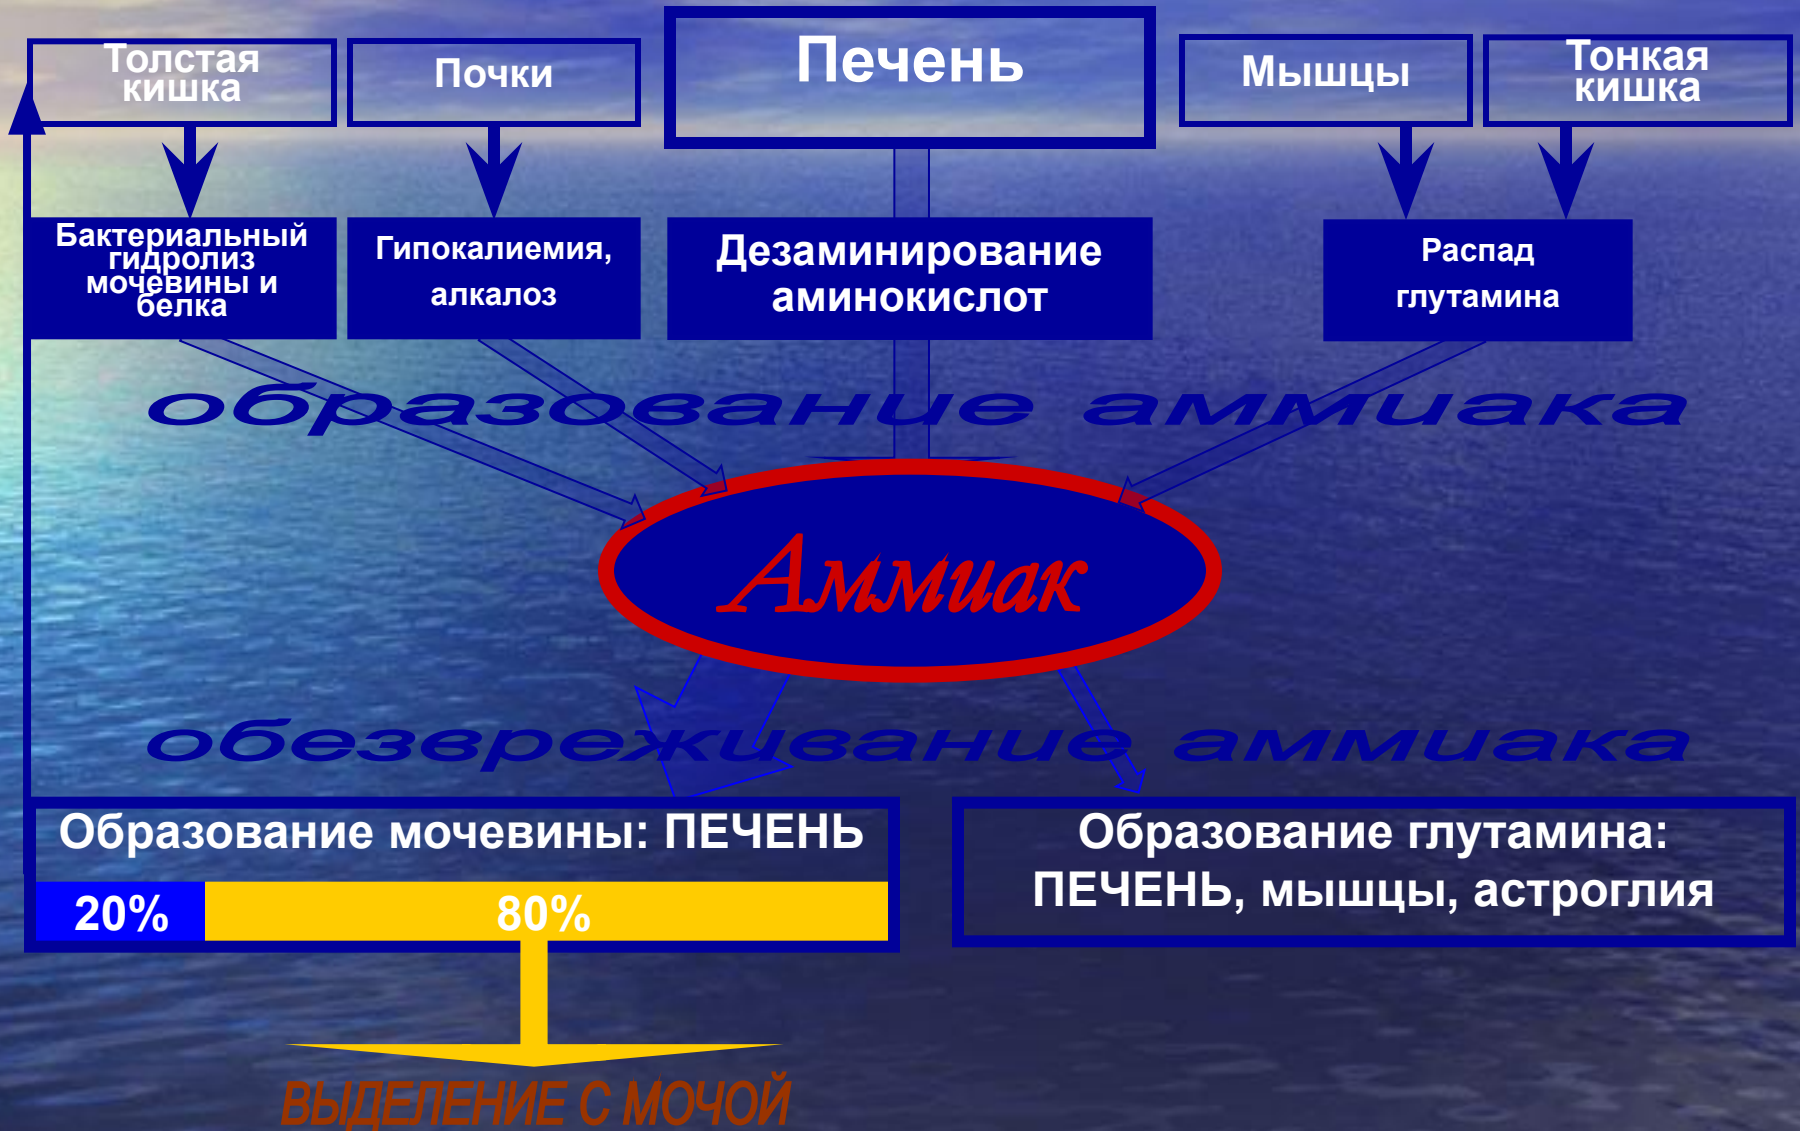 Толстая
кишка
Почки
Печень
Мышцы
Тонкая
кишка
Бактериальный
гидролиз
мочевины и
белка
Гипокалиемия,
алкалоз
Дезаминирование
аминокислот
Распад
глутамина
образование аммиака
Аммиак
обезвреживание аммиака
Образование мочевины: ПЕЧЕНЬ
20%
80%
Образование глутамина:
ПЕЧЕНЬ, мышцы, астроглия
ВЫДЕЛЕНИЕ С МОЧОЙ